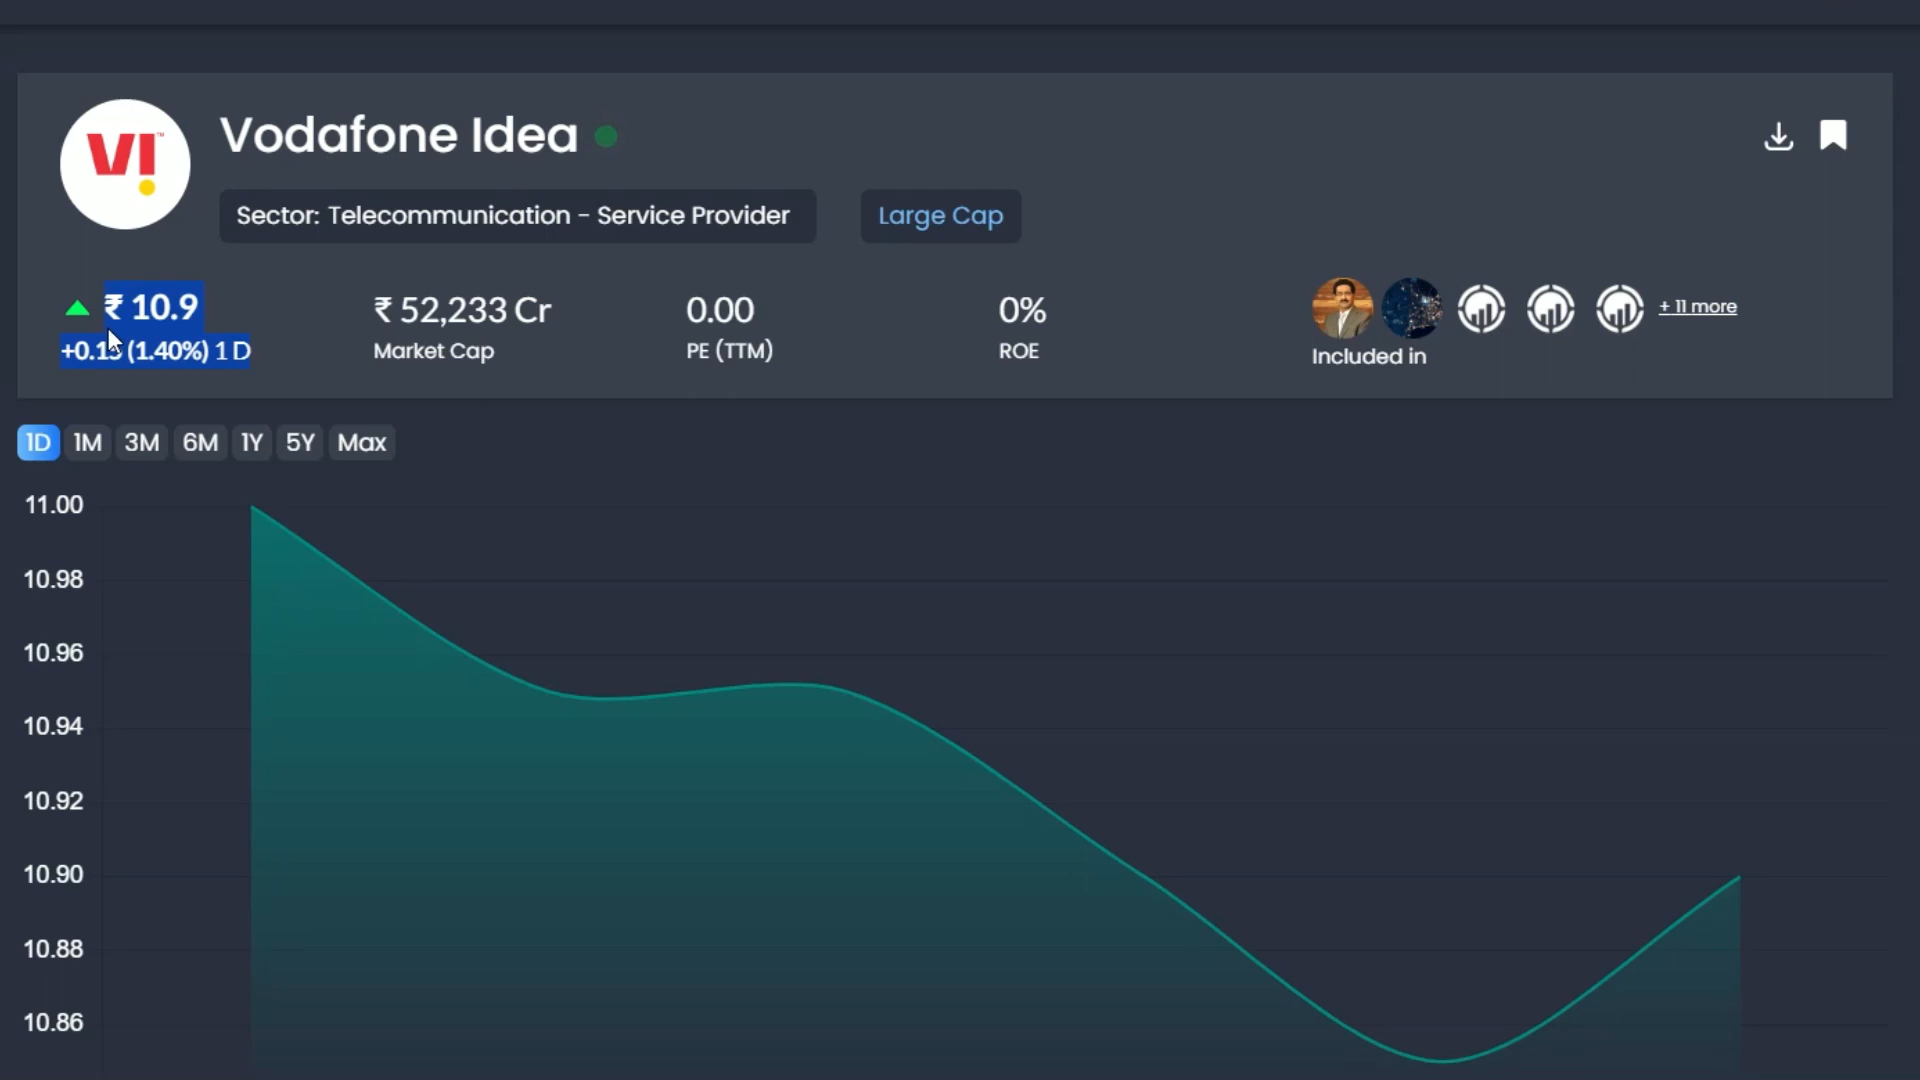 VI™
Vodafone Idea
Sector: Telecommunication - Service Provider
Large Cap
₹ 10.9
(1.40%) 1 D
₹ 52,233 Cr
Market Cap
0.00
PE (TTM)
0%
ROE
+ 11 more
Included in
1D 1M 3M 6M 1Y 5Y Max
11.00
10.98
10.96
10.94
10.92
10.90
10.88
10.86